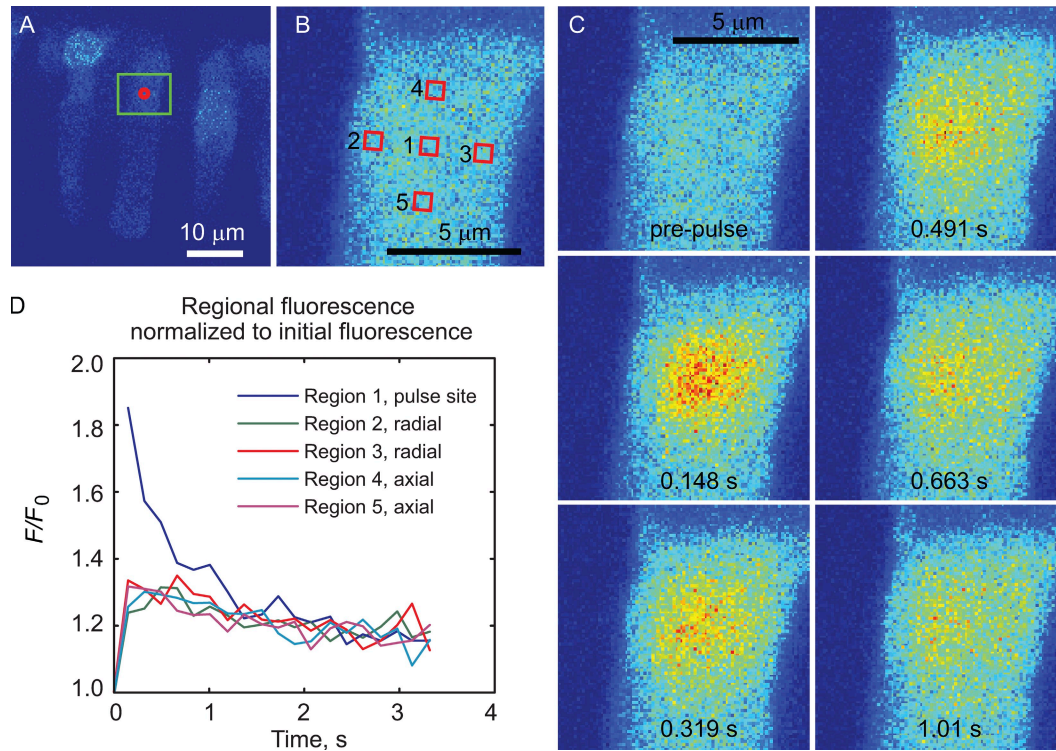 A
10 µm
B
4
2
1
3
5
5 µm
C
5 µm
pre-pulse
0.491 s
0.148 s
0.663 s
0.319 s
1.01 s
D
Regional fluorescence
normalized to initial fluorescence
2.0
1.8
1.6
1.4
1.2
1.0
F/F0
Region 1, pulse site
Region 2, radial
Region 3, radial
Region 4, axial
Region 5, axial
0
1
2
3
4
Time, s